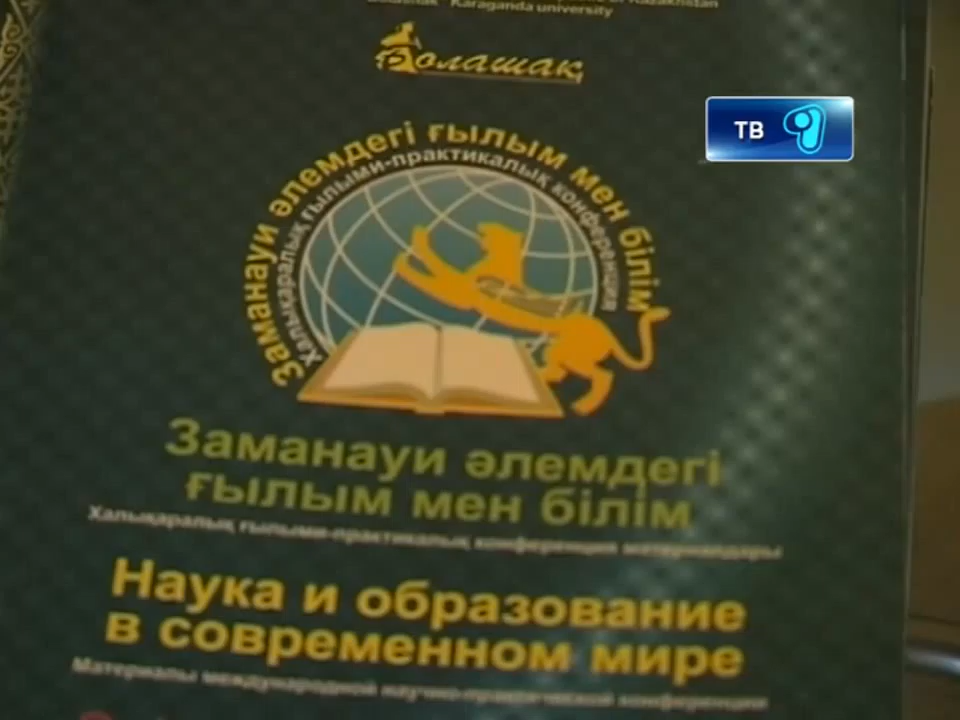 Karaganda university
Болашақ
ТВ
Заманауи әлемдегі ғылым мен білім
Халықаралық ғылыми-практикалық конференция
Заманауи әлемдегі
ғылым мен білім
Халықаралық ғылыми-практикалық конференция материалдары
Наука и образование
в современном мире
Материалы международной научно-практической конференции